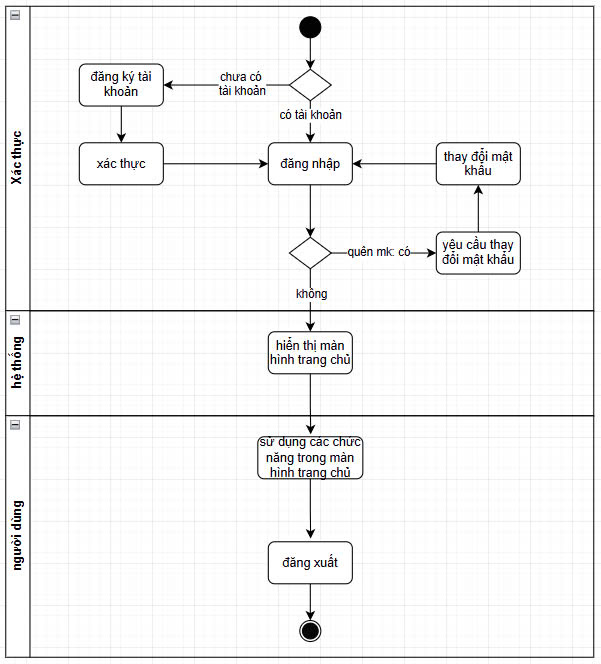 Xác thực
đăng ký tài
khoản
chưa có
tài khoản
có tài khoản
xác thực
đăng nhập
thay đổi mật
khẩu
quên mk: có
yêu cầu thay
đổi mật khẩu
không
hệ thống
hiển thị màn
hình trang chủ
người dùng
sử dụng các chức
năng trong màn
hình trang chủ
đăng xuất